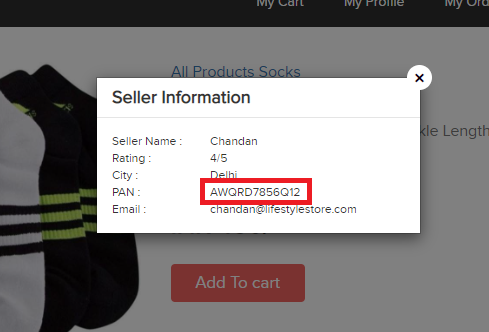 My Cart My Profile My Ord
All Products Socks
Seller Information
kle Length
Seller Name : Chandan
Rating : 4/5
City : Delhi
PAN : AWQRD7856Q12
Email : chandan@lifestylestore.com
Add To cart